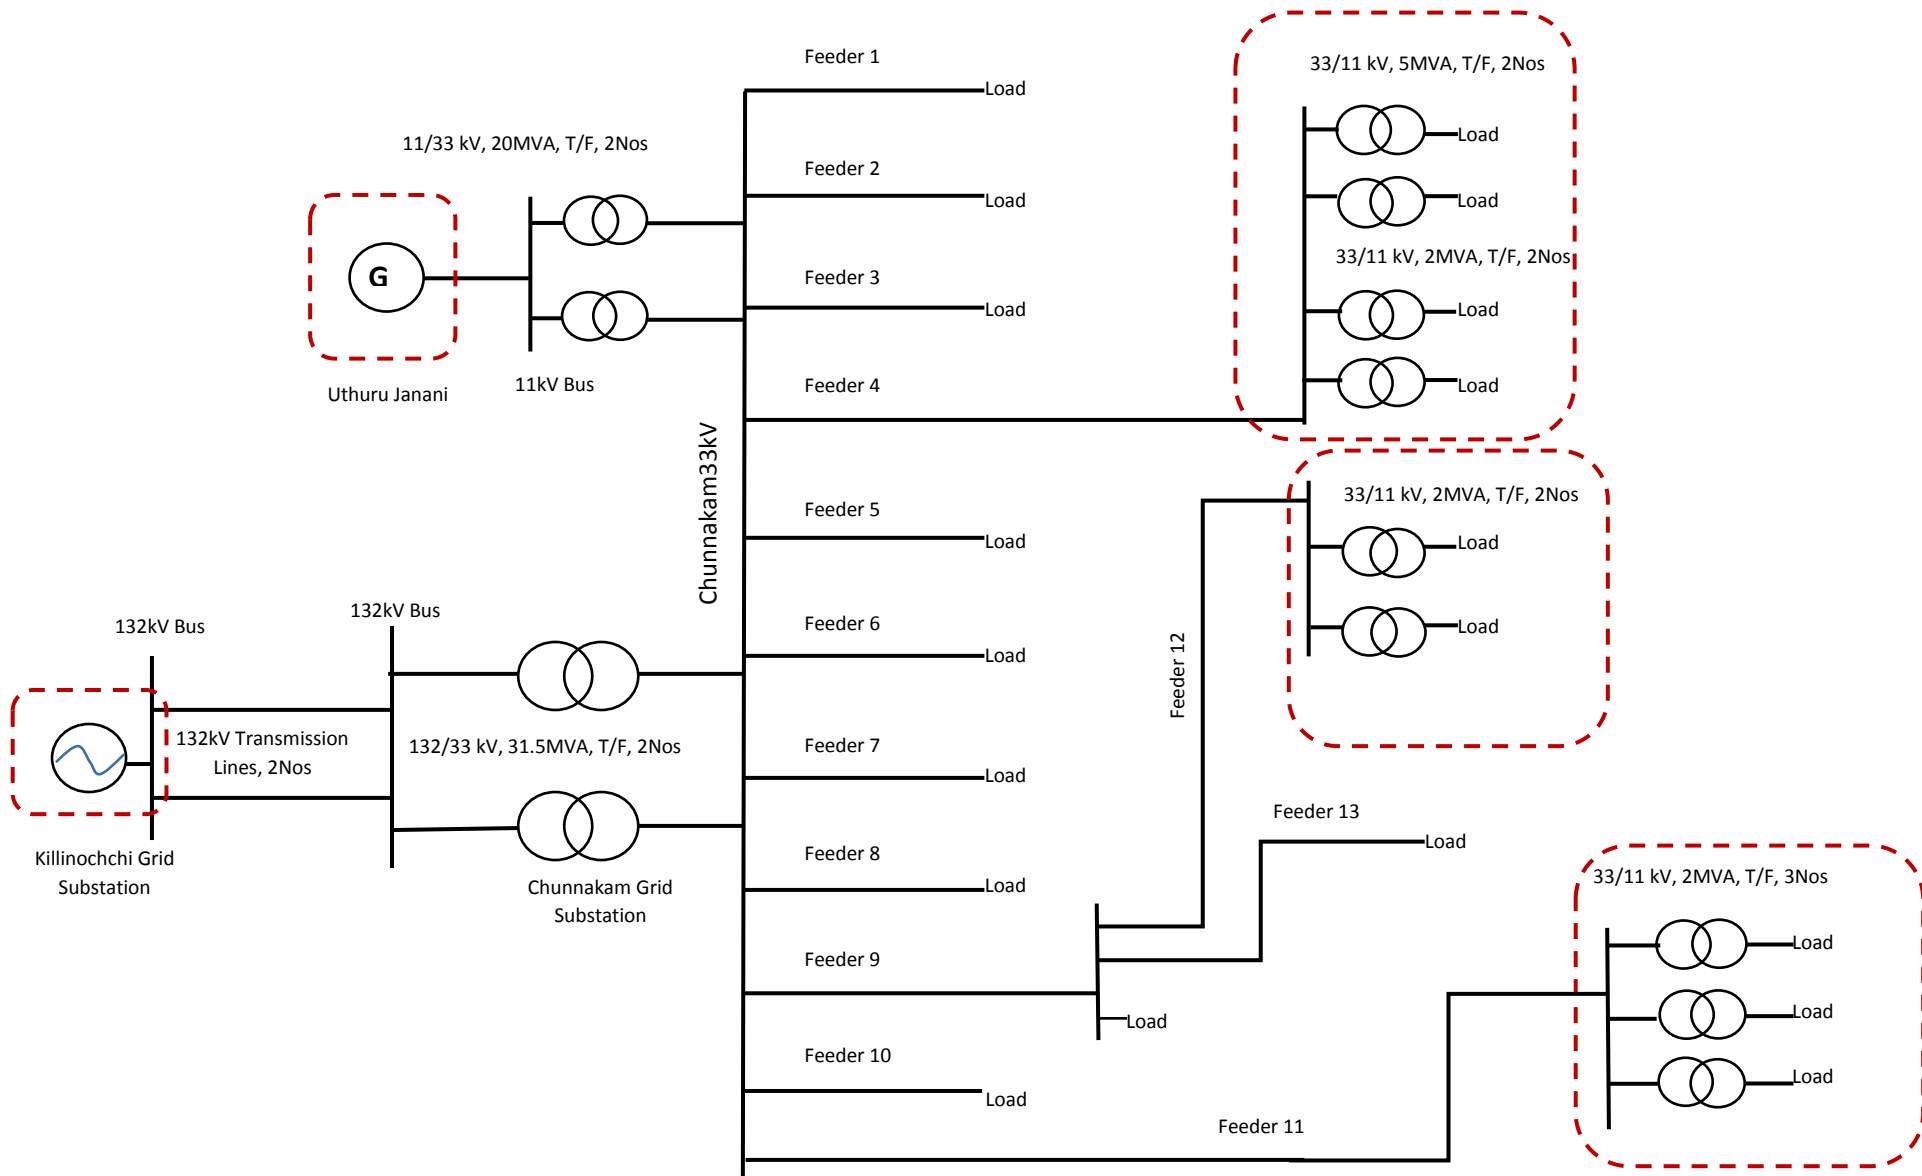 Feeder 1
Load
11/33 kV, 20MVA, T/F, 2Nos
Feeder 2
Load
G
Uthuru Janani
11kV Bus
Feeder 3
Load
Feeder 4
33/11 kV, 5MVA, T/F, 2Nos
Load
Load
33/11 kV, 2MVA, T/F, 2Nos
Load
Load
Chunnakam33kV
Feeder 5
Load
Feeder 6
Load
Feeder 7
Load
Feeder 8
Load
Feeder 9
Load
Feeder 10
Load
Feeder 11
Feeder 12
33/11 kV, 2MVA, T/F, 2Nos
Load
Load
Feeder 13
Load
33/11 kV, 2MVA, T/F, 3Nos
Load
Load
Load
132kV Bus
132kV Bus
132kV Transmission
Lines, 2Nos
132/33 kV, 31.5MVA, T/F, 2Nos
Killinochchi Grid
Substation
Chunnakam Grid
Substation